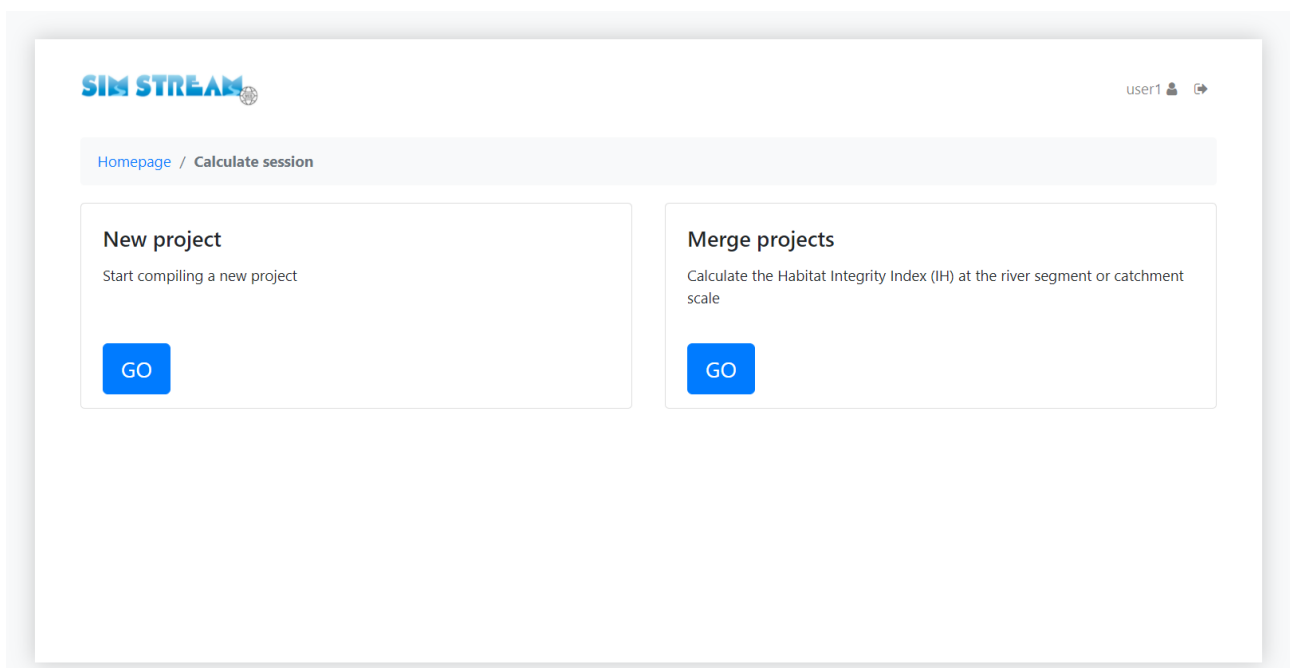 SIM STREAM
user1
Homepage / Calculate session
New project
Start compiling a new project
GO
Merge projects
Calculate the Habitat Integrity Index (IH) at the river segment or catchment
scale
GO